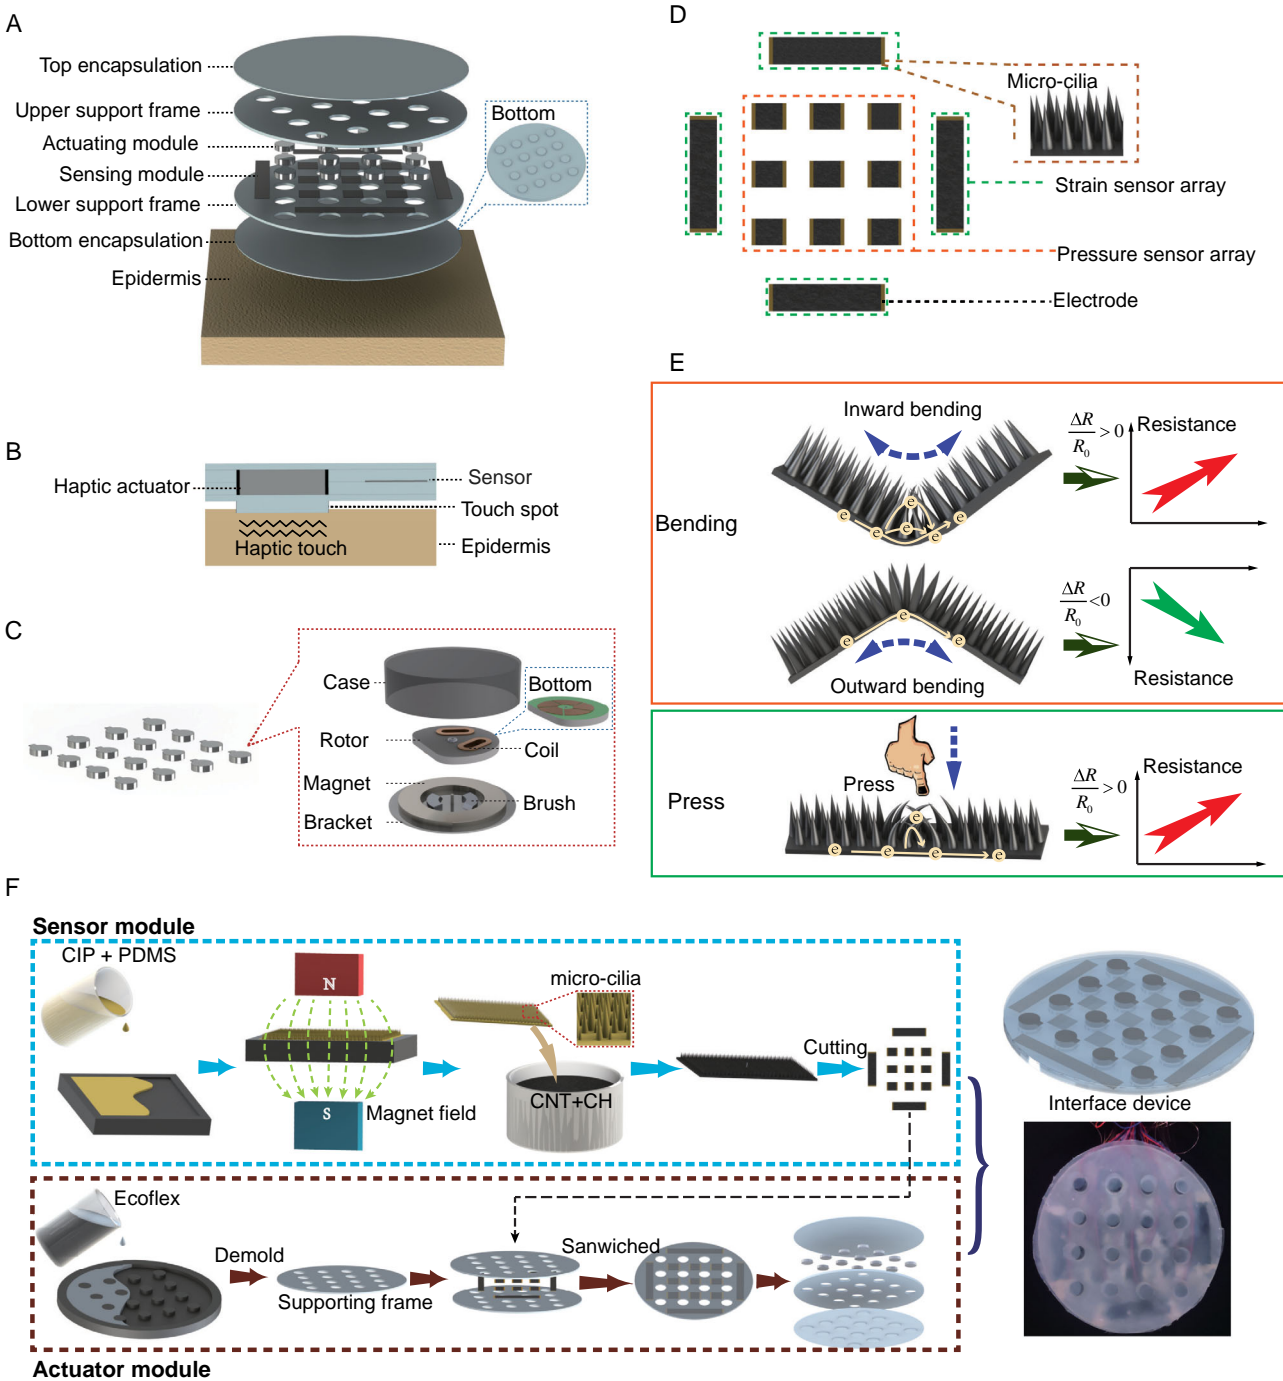 A
Top encapsulation
Upper support frame
Actuating module
Sensing module
Lower support frame
Bottom encapsulation
Epidermis
Bottom
B
Haptic actuator
Sensor
Touch spot
Haptic touch
Epidermis
C
Case
Bottom
Rotor
Coil
Magnet
Brush
Bracket
D
Micro-cilia
Strain sensor array
Pressure sensor array
Electrode
E
Bending
Inward bending
e e e e e e
ΔR/R₀ > 0
Resistance
e e e
Outward bending
ΔR/R₀ < 0
Resistance
Press
Press
e e e e e
ΔR/R₀ > 0
Resistance
F
Sensor module
CIP + PDMS
N
S
Magnet field
micro-cilia
CNT+CH
Cutting
Interface device
Ecoflex
Demold
Supporting frame
Sanwiched
Actuator module